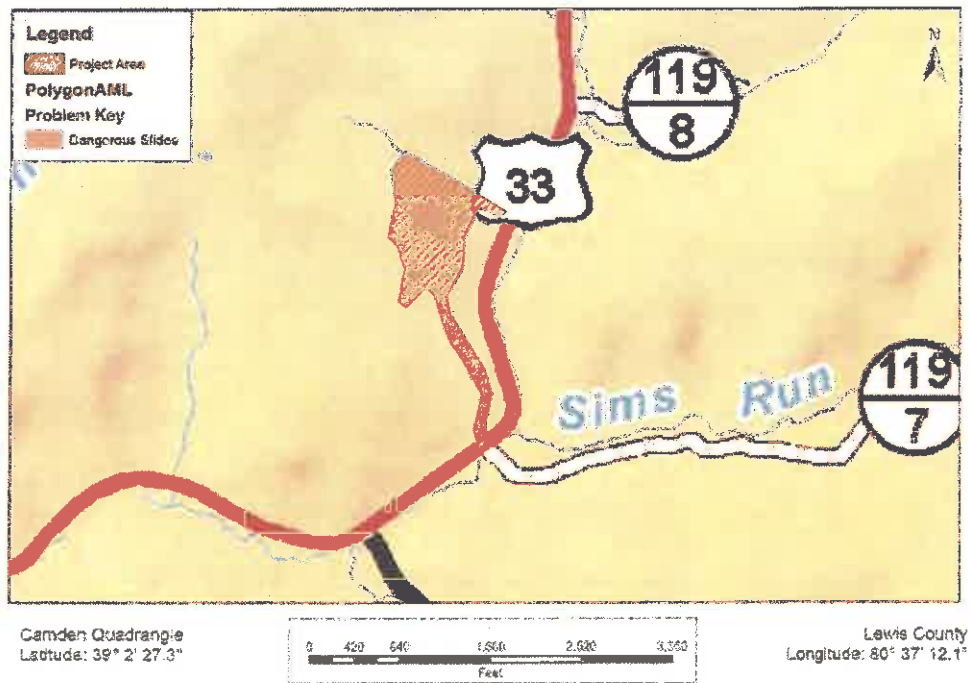 Legend
Project Area
PolygonAML
Problem Key
Dangerous Slides
N
119
8
33
119
7
Sims Run
Camden Quadrangle
Latitude: 39° 2' 27.3"
0 420 840 1,680 2,520 3,360
Feet
Lewis County
Longitude: 80° 37' 12.1"